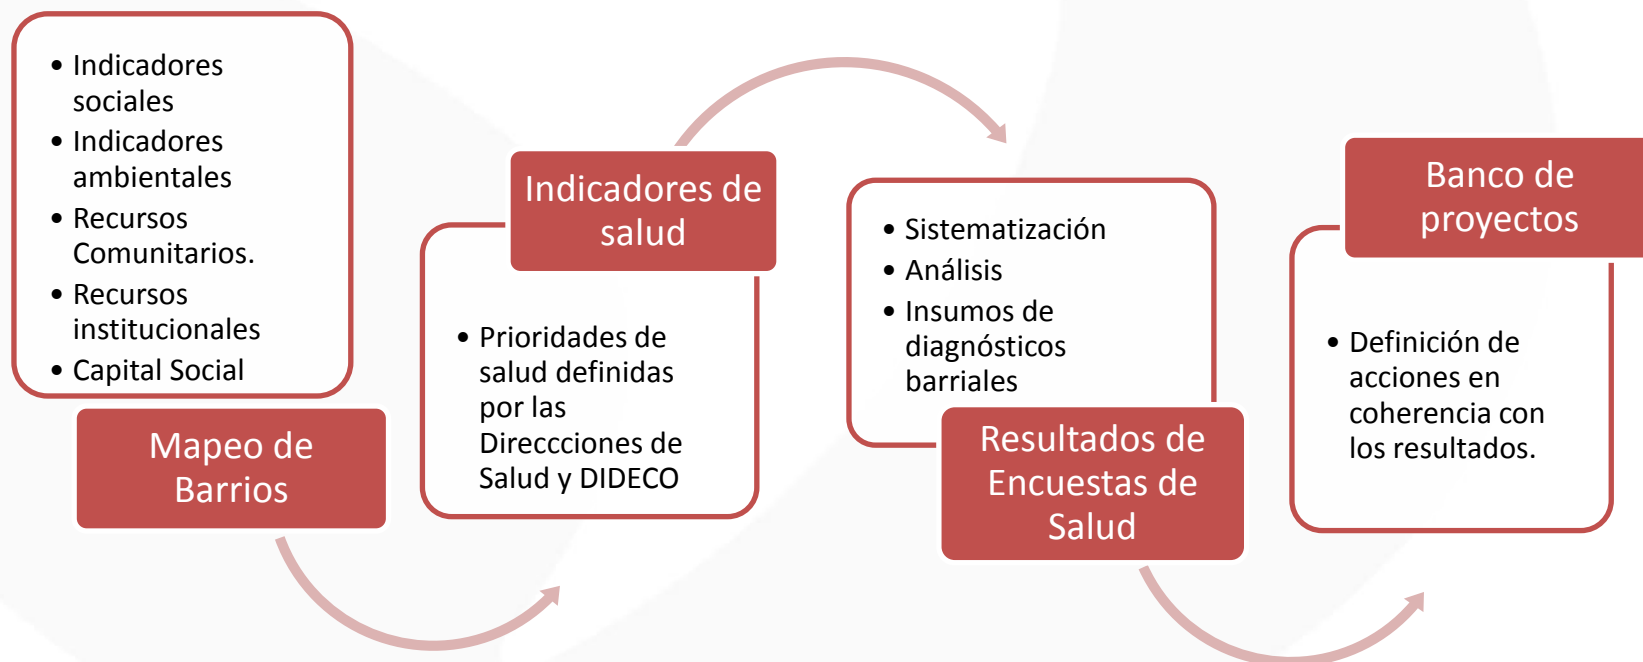 • Indicadores
sociales
• Indicadores
ambientales
• Recursos
Comunitarios.
• Recursos
institucionales
• Capital Social
Mapeo de
Barrios
Indicadores de
salud
• Prioridades de
salud definidas
por las
Direccciones de
Salud y DIDECO
• Sistematización
• Análisis
• Insumos de
diagnósticos
barriales
Resultados de
Encuestas de
Salud
Banco de
proyectos
• Definición de
acciones en
coherencia con
los resultados.